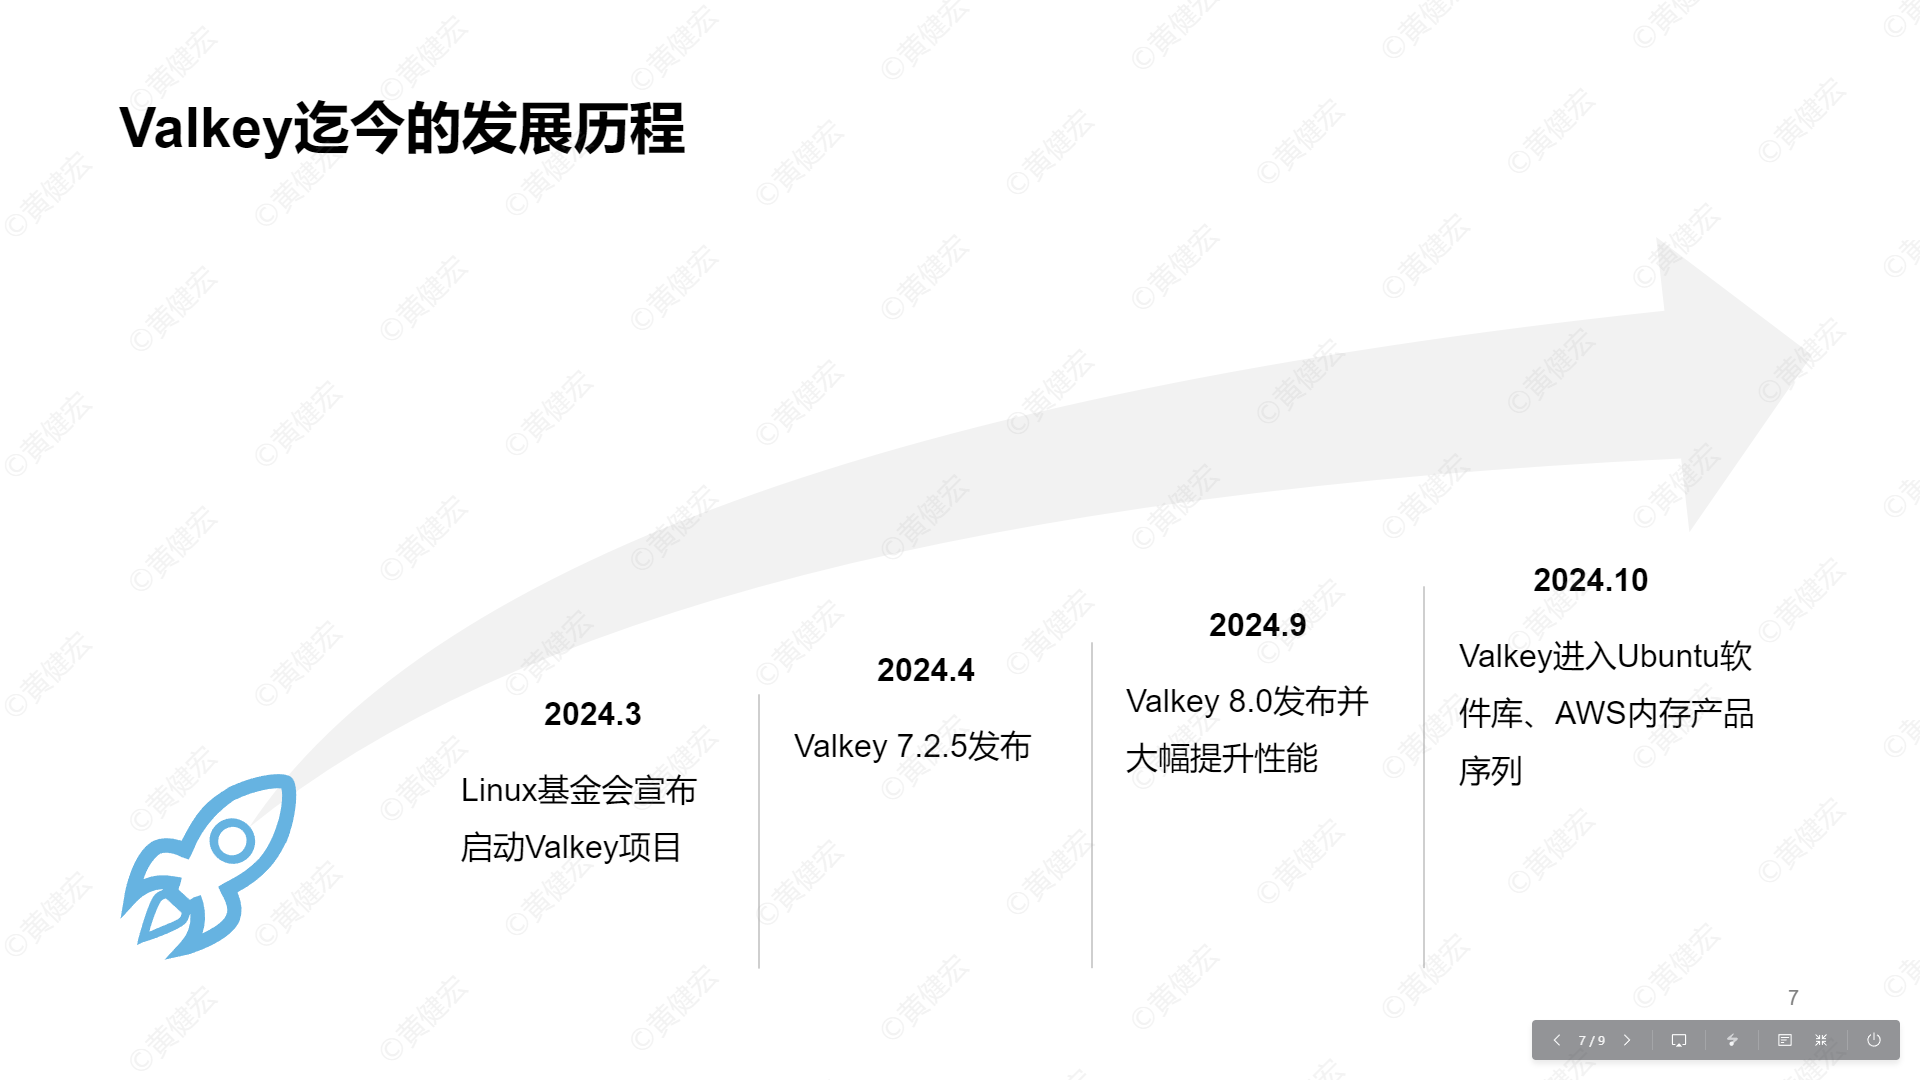 Valkey迄今的发展历程
2024.3
Linux基金会宣布
启动Valkey项目
2024.4
Valkey 7.2.5发布
2024.9
Valkey 8.0发布并
大幅提升性能
2024.10
Valkey进入Ubuntu软
件库、AWS内存产品
序列
7
7/9
©黄健宏